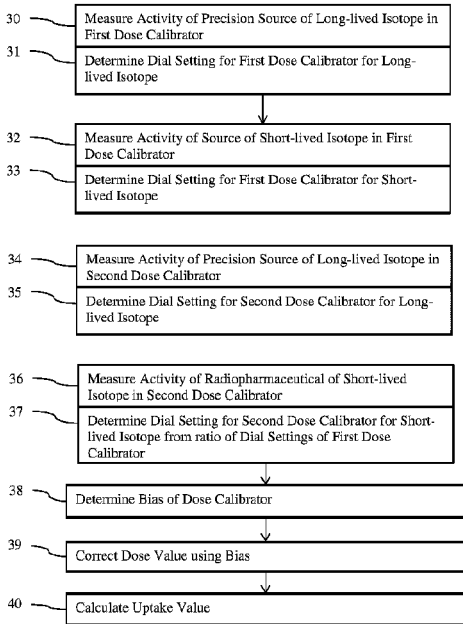 30
Measure Activity of Precision Source of Long-lived Isotope in
First Dose Calibrator
31
Determine Dial Setting for First Dose Calibrator for Long-
lived Isotope
32
Measure Activity of Source of Short-lived Isotope in First
Dose Calibrator
33
Determine Dial Setting for First Dose Calibrator for Short-
lived Isotope
34
Measure Activity of Precision Source of Long-lived Isotope in
Second Dose Calibrator
35
Determine Dial Setting for Second Dose Calibrator for Long-
lived Isotope
36
Measure Activity of Radiopharmaceutical of Short-lived
Isotope in Second Dose Calibrator
37
Determine Dial Setting for Second Dose Calibrator for Short-
lived Isotope from ratio of Dial Settings of First Dose
Calibrator
38
Determine Bias of Dose Calibrator
39
Correct Dose Value using Bias
40
Calculate Uptake Value